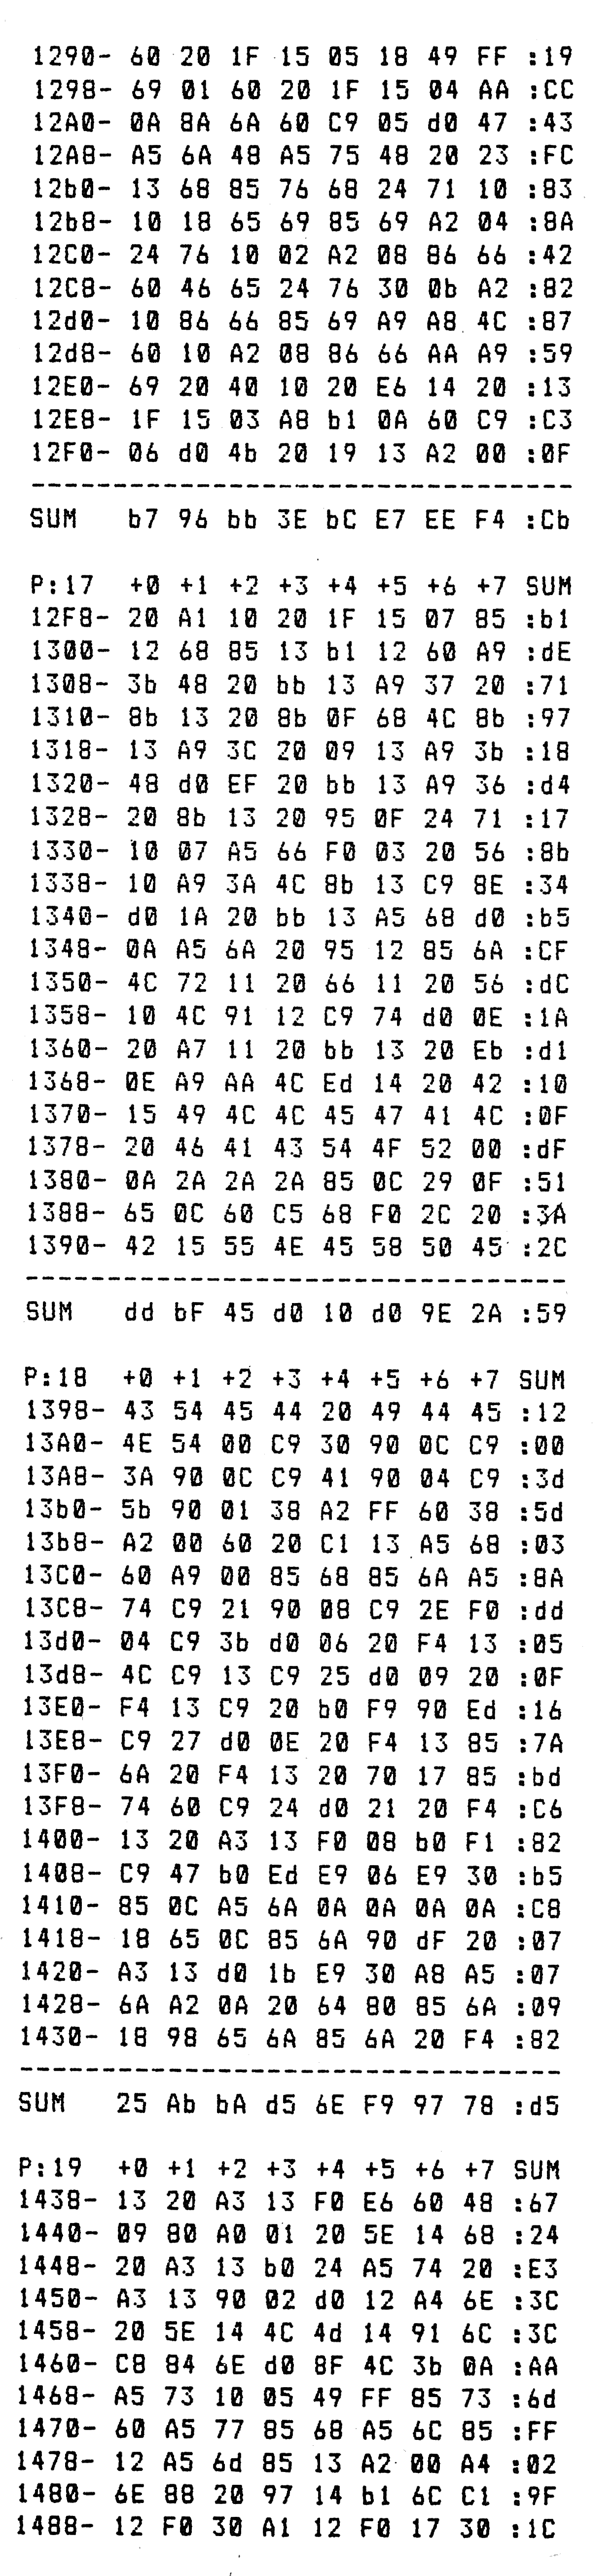 1290- 60 20 1F 15 05 18 49 FF :19
1298- 69 01 60 20 1F 15 04 AA :CC
12A0- 0A 8A 6A 60 C9 05 d0 47 :43
12A8- A5 6A 48 A5 75 48 20 23 :FC
12b0- 13 68 85 76 68 24 71 10 :83
12b8- 10 18 65 69 85 69 A2 04 :8A
12C0- 24 76 10 02 A2 08 86 66 :42
12C8- 60 46 65 24 76 30 0b A2 :82
12d0- 10 86 66 85 69 A9 A8 4C :87
12d8- 60 10 A2 08 86 66 AA A9 :59
12E0- 69 20 40 10 20 E6 14 20 :13
12E8- 1F 15 03 A8 b1 0A 60 C9 :C3
12F0- 06 d0 4b 20 19 13 A2 00 :0F
----------------------------------
SUM b7 96 bb 3E bC E7 EE F4 :Cb
P:17 +0 +1 +2 +3 +4 +5 +6 +7 SUM
12F8- 20 A1 10 20 1F 15 07 85 :b1
1300- 12 68 85 13 b1 12 60 A9 :dE
1308- 3b 48 20 bb 13 A9 37 20 :71
1310- 8b 13 20 8b 0F 68 4C 8b :97
1318- 13 A9 3C 20 09 13 A9 3b :18
1320- 48 d0 EF 20 bb 13 A9 36 :d4
1328- 20 8b 13 20 95 0F 24 71 :17
1330- 10 07 A5 66 F0 03 20 56 :8b
1338- 10 A9 3A 4C 8b 13 C9 8E :34
1340- d0 1A 20 bb 13 A5 68 d0 :b5
1348- 0A A5 6A 20 95 12 85 6A :CF
1350- 4C 72 11 20 66 11 20 56 :dC
1358- 10 4C 91 12 C9 74 d0 0E :1A
1360- 20 A7 11 20 bb 13 20 Eb :d1
1368- 0E A9 AA 4C Ed 14 20 42 :10
1370- 15 49 4C 4C 45 47 41 4C :0F
1378- 20 46 41 43 54 4F 52 00 :dF
1380- 0A 2A 2A 2A 85 0C 29 0F :51
1388- 65 0C 60 C5 68 F0 2C 20 :3A
1390- 42 15 55 4E 45 58 50 45 :2C
----------------------------------
SUM dd bF 45 d0 10 d0 9E 2A :59
P:18 +0 +1 +2 +3 +4 +5 +6 +7 SUM
1398- 43 54 45 44 20 49 44 45 :12
13A0- 4E 54 00 C9 30 90 0C C9 :00
13A8- 3A 90 0C C9 41 90 04 C9 :3d
13b0- 5b 90 01 38 A2 FF 60 38 :5d
13b8- A2 00 60 20 C1 13 A5 68 :03
13C0- 60 A9 00 85 68 85 6A A5 :8A
13C8- 74 C9 21 90 08 C9 2E F0 :dd
13d0- 04 C9 3b d0 06 20 F4 13 :05
13d8- 4C C9 13 C9 25 d0 09 20 :0F
13E0- F4 13 C9 20 b0 F9 90 Ed :16
13E8- C9 27 d0 0E 20 F4 13 85 :7A
13F0- 6A 20 F4 13 20 70 17 85 :bd
13F8- 74 60 C9 24 d0 21 20 F4 :C6
1400- 13 20 A3 13 F0 08 b0 F1 :82
1408- C9 47 b0 Ed E9 06 E9 30 :b5
1410- 85 0C A5 6A 0A 0A 0A 0A :C8
1418- 18 65 0C 85 6A 90 dF 20 :07
1420- A3 13 d0 1b E9 30 A8 A5 :07
1428- 6A A2 0A 20 64 80 85 6A :09
1430- 18 98 65 6A 85 6A 20 F4 :82
----------------------------------
SUM 25 Ab bA d5 6E F9 97 78 :d5
P:19 +0 +1 +2 +3 +4 +5 +6 +7 SUM
1438- 13 20 A3 13 F0 E6 60 48 :67
1440- 09 80 A0 01 20 5E 14 68 :24
1448- 20 A3 13 b0 24 A5 74 20 :E3
1450- A3 13 90 02 d0 12 A4 6E :3C
1458- 20 5E 14 4C 4d 14 91 6C :3C
1460- C8 84 6E d0 8F 4C 3b 0A :AA
1468- A5 73 10 05 49 FF 85 73 :6d
1470- 60 A5 77 85 68 A5 6C 85 :FF
1478- 12 A5 6d 85 13 A2 00 A4 :02
1480- 6E 88 20 97 14 b1 6C C1 :9F
1488- 12 F0 30 A1 12 F0 17 30 :1C